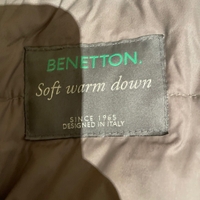 BENETTON.
Soft warm down
SINCE 1965
DESIGNED IN ITALY